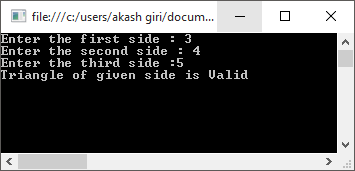 file:///c:/users/akash giri/docum...
Enter the first side : 3
Enter the second side : 4
Enter the third side :5
Triangle of given side is Valid